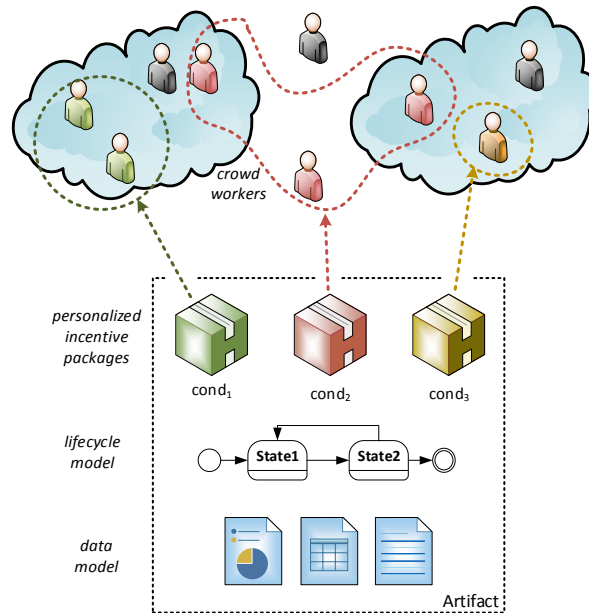 crowd
workers
personalized
incentive
packages
cond₁
cond₂
cond₃
lifecycle
model
State1
State2
data
model
Artifact